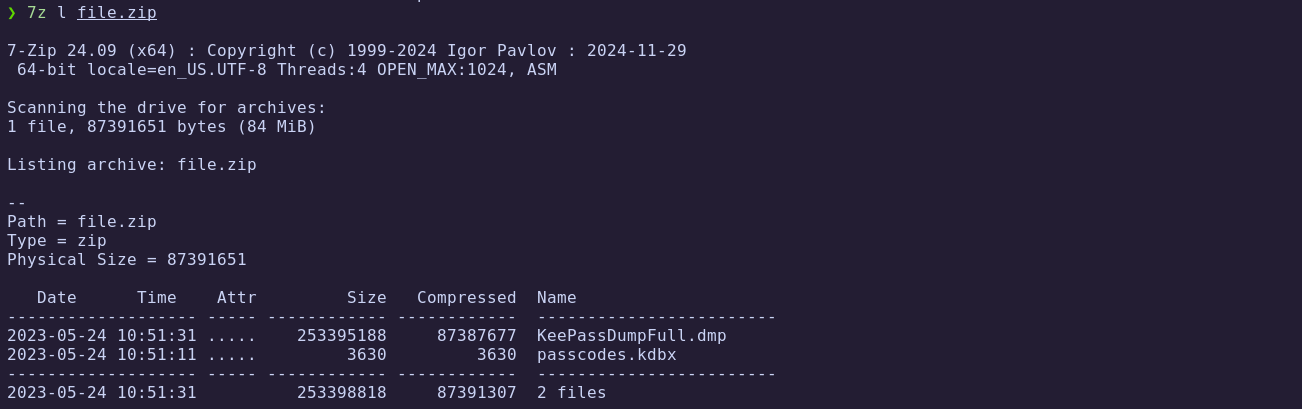 ❯ 7z l file.zip
7-Zip 24.09 (x64) : Copyright (c) 1999-2024 Igor Pavlov : 2024-11-29
 64-bit locale=en_US.UTF-8 Threads:4 OPEN_MAX:1024, ASM
Scanning the drive for archives:
1 file, 87391651 bytes (84 MiB)
Listing archive: file.zip
--
Path = file.zip
Type = zip
Physical Size = 87391651
   Date      Time    Attr         Size   Compressed  Name
------------------- ----- ------------ ------------  ------------------------
2023-05-24 10:51:31 .....    253395188     87387677  KeePassDumpFull.dmp
2023-05-24 10:51:11 .....         3630         3630  passcodes.kdbx
------------------- ----- ------------ ------------  ------------------------
2023-05-24 10:51:31          253398818     87391307  2 files